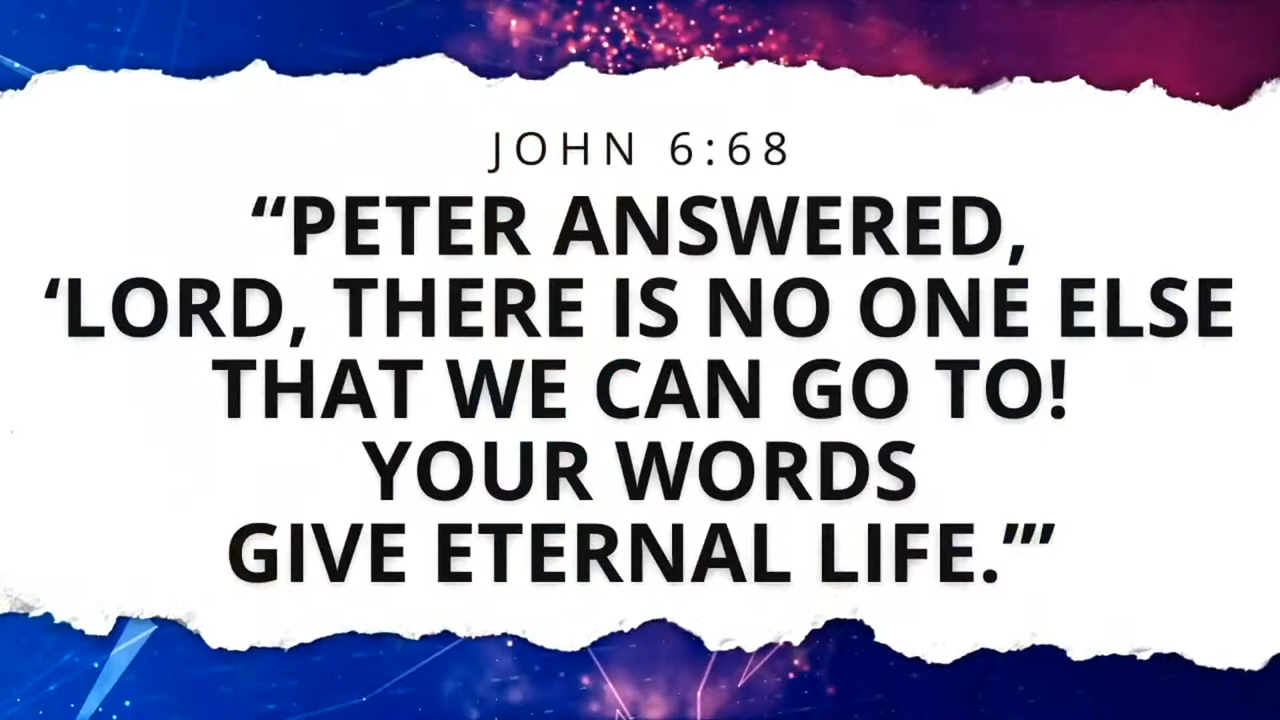 JOHN 6:68
“PETER ANSWERED,
‘LORD, THERE IS NO ONE ELSE
THAT WE CAN GO TO!
YOUR WORDS
GIVE ETERNAL LIFE.’”